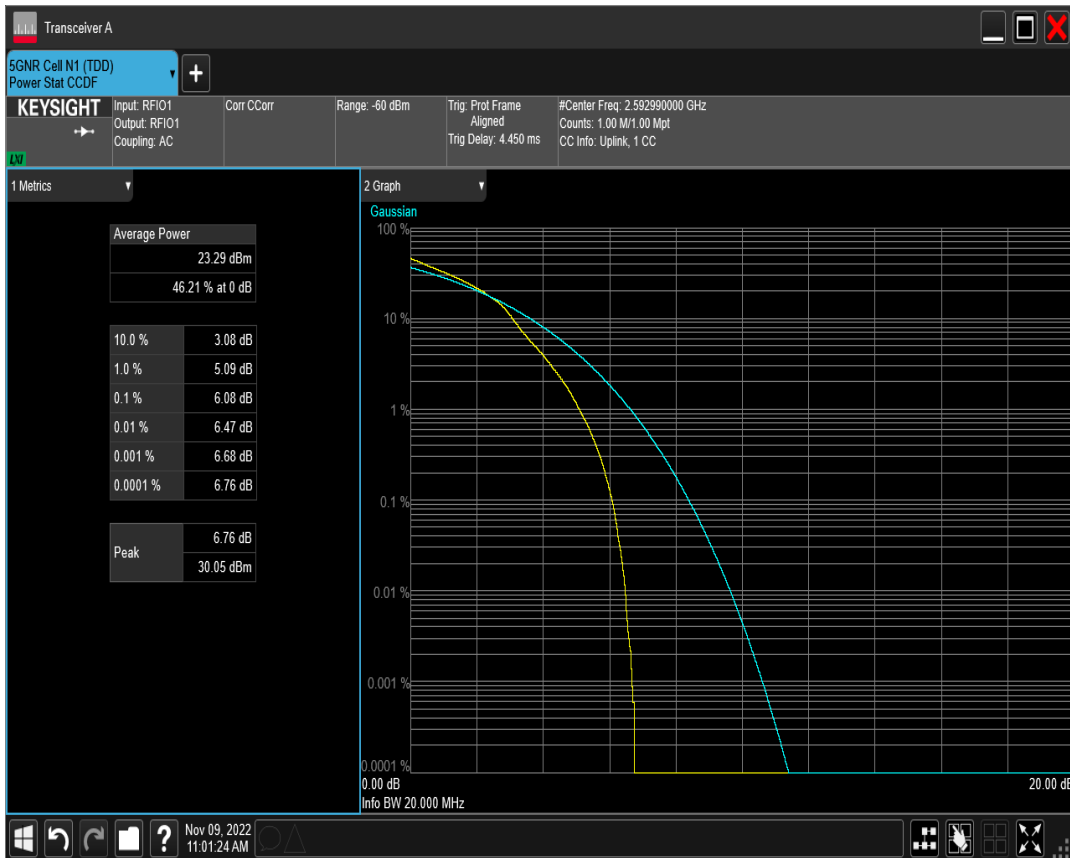 Transceiver A
5GNR Cell N1 (TDD)
Power Stat CCDF
+
KEYSIGHT
LXI
Input: RFIO1
Output: RFIO1
Coupling: AC
Corr CCorr
Range: -60 dBm
Trig: Prot Frame
Aligned
Trig Delay: 4.450 ms
#Center Freq: 2.592990000 GHz
Counts: 1.00 M/1.00 Mpt
CC Info: Uplink, 1 CC
1 Metrics
Average Power
23.29 dBm
46.21 % at 0 dB
10.0 % 3.08 dB
1.0 % 5.09 dB
0.1 % 6.08 dB
0.01 % 6.47 dB
0.001 % 6.68 dB
0.0001 % 6.76 dB
Peak
6.76 dB
30.05 dBm
2 Graph
Gaussian
100 %
10 %
1 %
0.1 %
0.01 %
0.001 %
0.0001 %
0.00 dB 20.00 dB
Info BW 20.000 MHz
?
Nov 09, 2022
11:01:24 AM